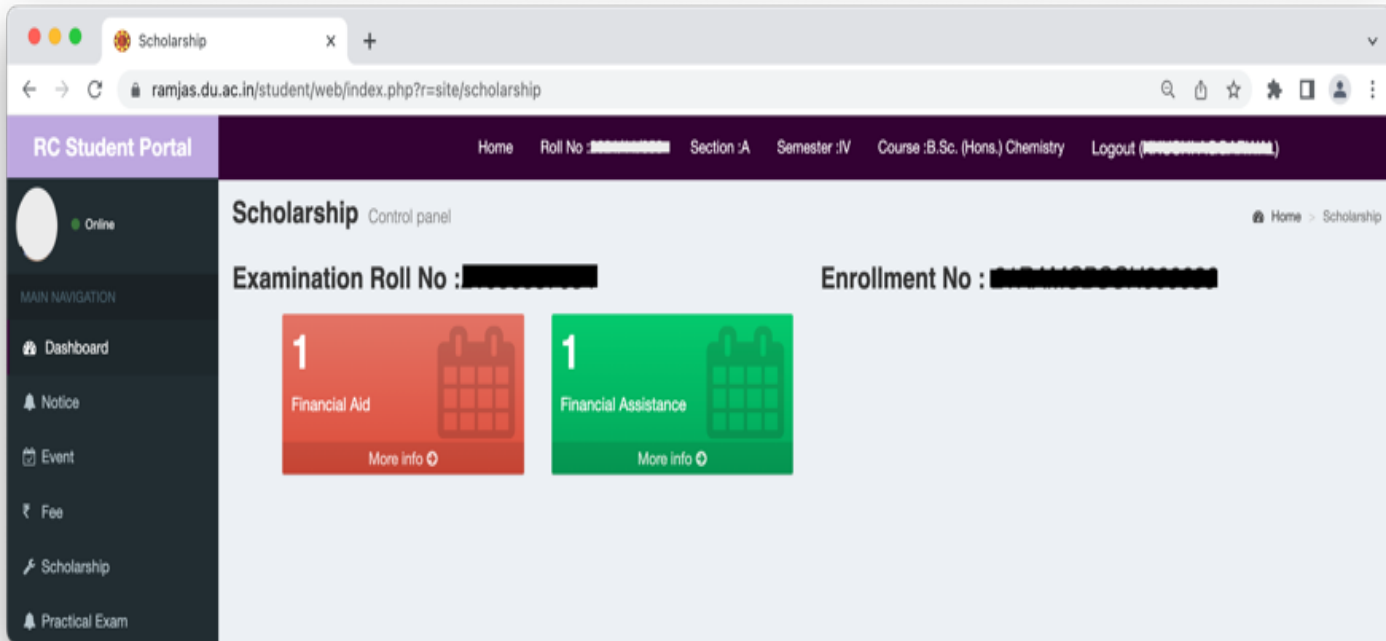 Scholarship
ramjas.du.ac.in/student/web/index.php?r=site/scholarship
RC Student Portal
Home Roll No : Section :A Semester :IV Course :B.Sc. (Hons.) Chemistry Logout ( )
Online
Scholarship Control panel
Home > Scholarship
MAIN NAVIGATION
Examination Roll No : Enrollment No :
Dashboard
Notice
Event
₹ Fee
Scholarship
Practical Exam
1
Financial Aid
More info
1
Financial Assistance
More info